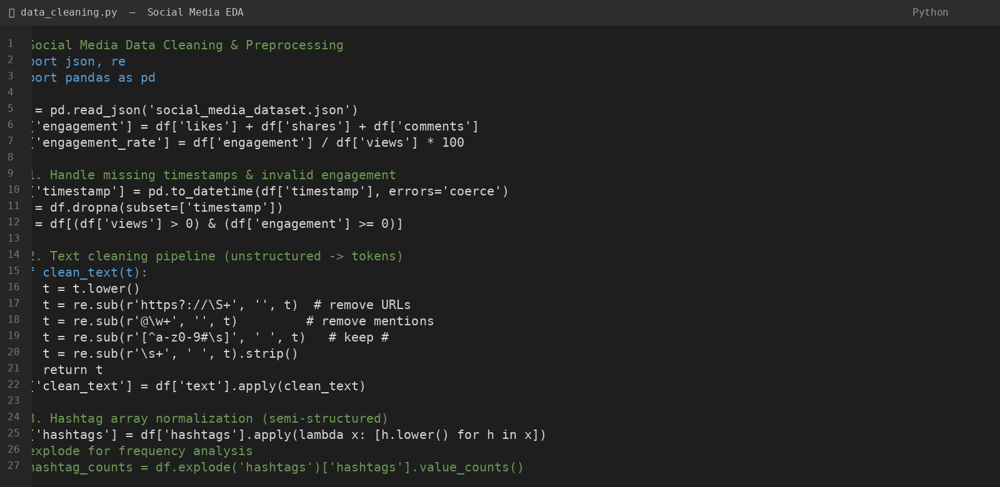 data_cleaning.py — Social Media EDA
Python
1 Social Media Data Cleaning & Preprocessing
2 port json, re
3 port pandas as pd
4
5 = pd.read_json('social_media_dataset.json')
6 ['engagement'] = df['likes'] + df['shares'] + df['comments']
7 ['engagement_rate'] = df['engagement'] / df['views'] * 100
8
9 1. Handle missing timestamps & invalid engagement
10 ['timestamp'] = pd.to_datetime(df['timestamp'], errors='coerce')
11 = df.dropna(subset=['timestamp'])
12 = df[(df['views'] > 0) & (df['engagement'] >= 0)]
13
14 2. Text cleaning pipeline (unstructured -> tokens)
15 f clean_text(t):
16 t = t.lower()
17 t = re.sub(r'https?://\S+', '', t)  # remove URLs
18 t = re.sub(r'@\w+', '', t)         # remove mentions
19 t = re.sub(r'[^a-z0-9#\s]', ' ', t)   # keep #
20 t = re.sub(r'\s+', ' ', t).strip()
21 return t
22 ['clean_text'] = df['text'].apply(clean_text)
23
24 3. Hashtag array normalization (semi-structured)
25 ['hashtags'] = df['hashtags'].apply(lambda x: [h.lower() for h in x])
26 explode for frequency analysis
27 hashtag_counts = df.explode('hashtags')['hashtags'].value_counts()